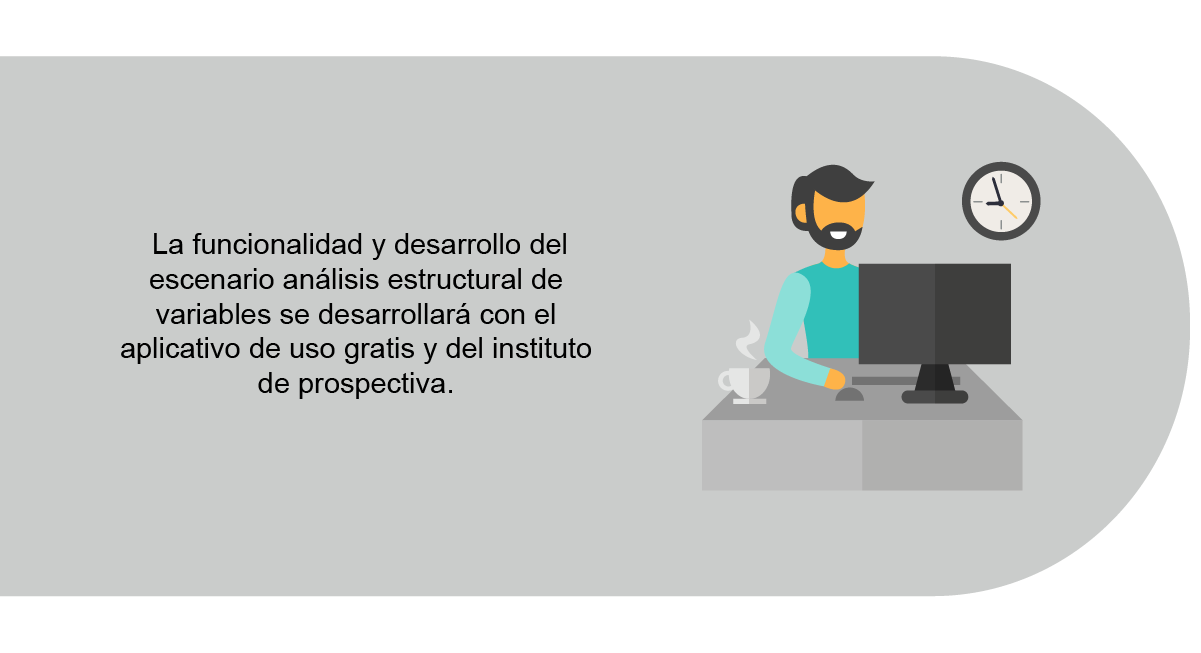 La funcionalidad y desarrollo del
escenario análisis estructural de
variables se desarrollará con el
aplicativo de uso gratis y del instituto
de prospectiva.